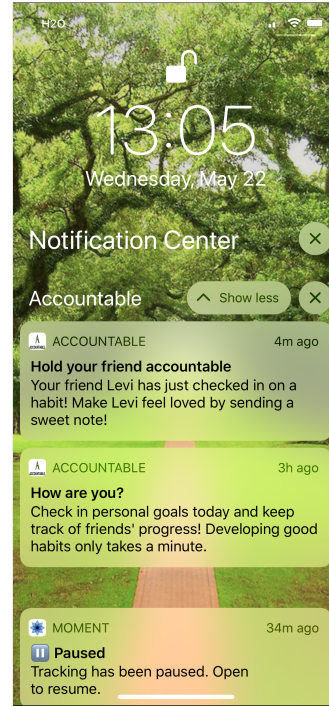 H2O
13:05
Wednesday, May 22
Notification Center
Accountable
Show less
ACCOUNTABLE
4m ago
Hold your friend accountable
Your friend Levi has just checked in on a
habit! Make Levi feel loved by sending a
sweet note!
ACCOUNTABLE
3h ago
How are you?
Check in personal goals today and keep
track of friends' progress! Developing good
habits only takes a minute.
MOMENT
34m ago
Paused
Tracking has been paused. Open
to resume.